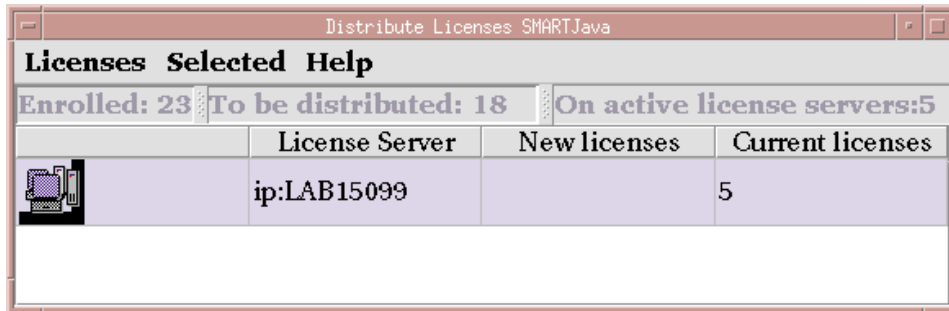 Distribute Licenses SMARTJava
Licenses Selected Help
Enrolled: 23 To be distributed: 18 On active license servers:5
License Server New licenses Current licenses
ip:LAB15099 5